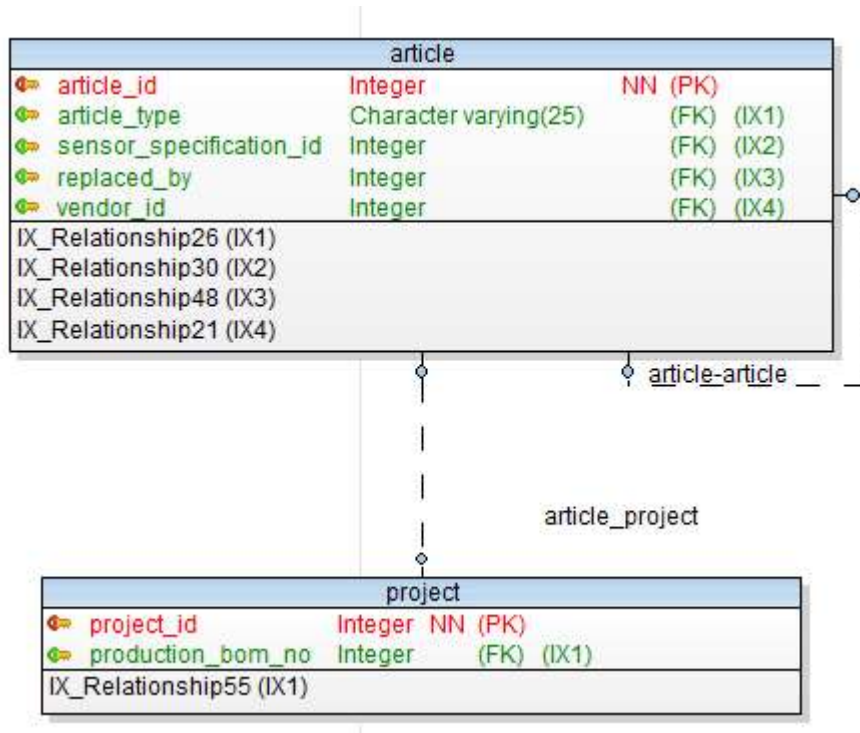 article
article_id Integer NN (PK)
article_type Character varying(25) (FK) (IX1)
sensor_specification_id Integer (FK) (IX2)
replaced_by Integer (FK) (IX3)
vendor_id Integer (FK) (IX4)
IX_Relationship26 (IX1)
IX_Relationship30 (IX2)
IX_Relationship48 (IX3)
IX_Relationship21 (IX4)
article-article
article_project
project
project_id Integer NN (PK)
production_bom_no Integer (FK) (IX1)
IX_Relationship55 (IX1)